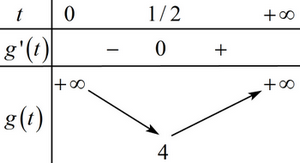 t 0 1/2 +∞
g'(t) − 0 +
+∞ +∞
g(t)
4